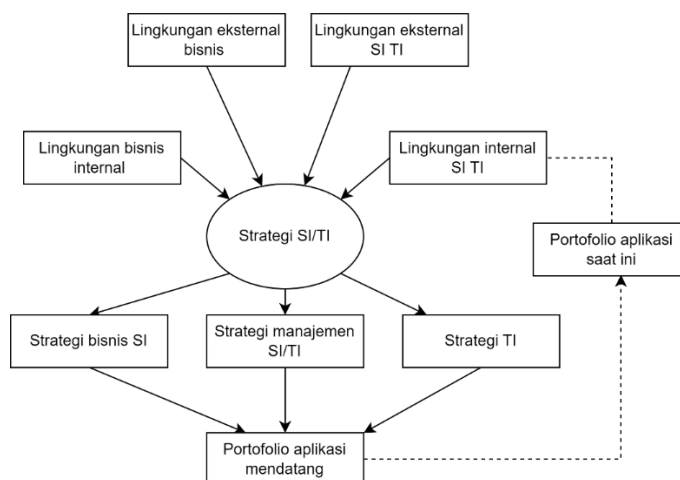 Lingkungan eksternal
bisnis
Lingkungan eksternal
SI TI
Lingkungan bisnis
internal
Lingkungan internal
SI TI
Strategi SI/TI
Portofolio aplikasi
saat ini
Strategi bisnis SI
Strategi manajemen
SI/TI
Strategi TI
Portofolio aplikasi
mendatang